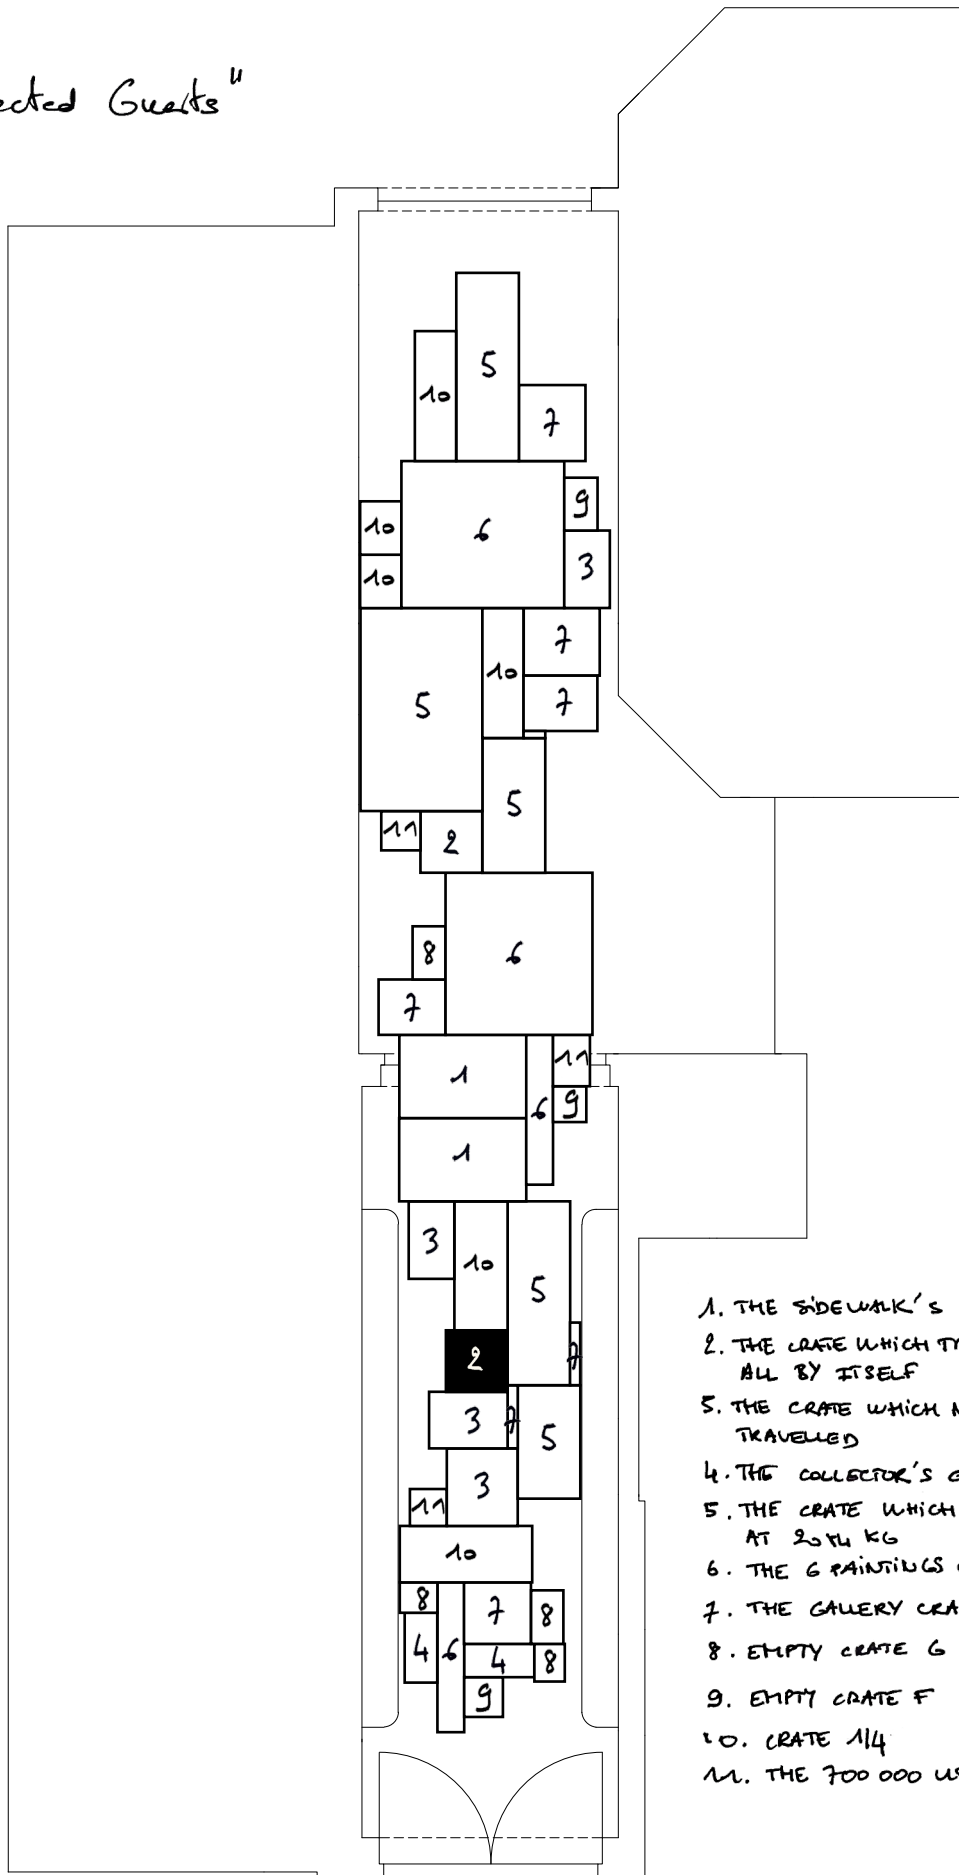 ected Guests"
5
10
7
9
10
6
3
10
7
10
5
7
5
11
2
8
6
7
1
11
6
9
1
3
10
5
2
7
3
7
5
3
11
10
8
7
8
4
6
4
8
9
1. THE SIDEWALK'S
2. THE CRATE WHICH
ALL BY ITSELF
5. THE CRATE WHICH
TRAVELLED
4. THE COLLECTOR'S
5. THE CRATE WHICH
AT KG
6. THE 6 PAINTINGS
7. THE GALLERY CRA
8. EMPTY CRATE G
9. EMPTY CRATE F
10. CRATE 1/4
11. THE 700 000 US